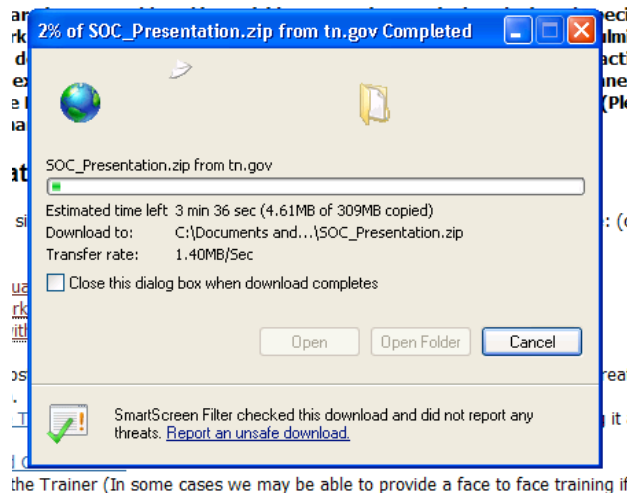 2% of SOC_Presentation.zip from tn.gov Completed
SOC_Presentation.zip from tn.gov
Estimated time left 3 min 36 sec (4.61MB of 309MB copied)
Download to: C:\Documents and...\SOC_Presentation.zip
Transfer rate: 1.40MB/Sec
Close this dialog box when download completes
Open Open Folder Cancel
SmartScreen Filter checked this download and did not report any
threats. Report an unsafe download.
the Trainer (In some cases we may be able to provide a face to face training if